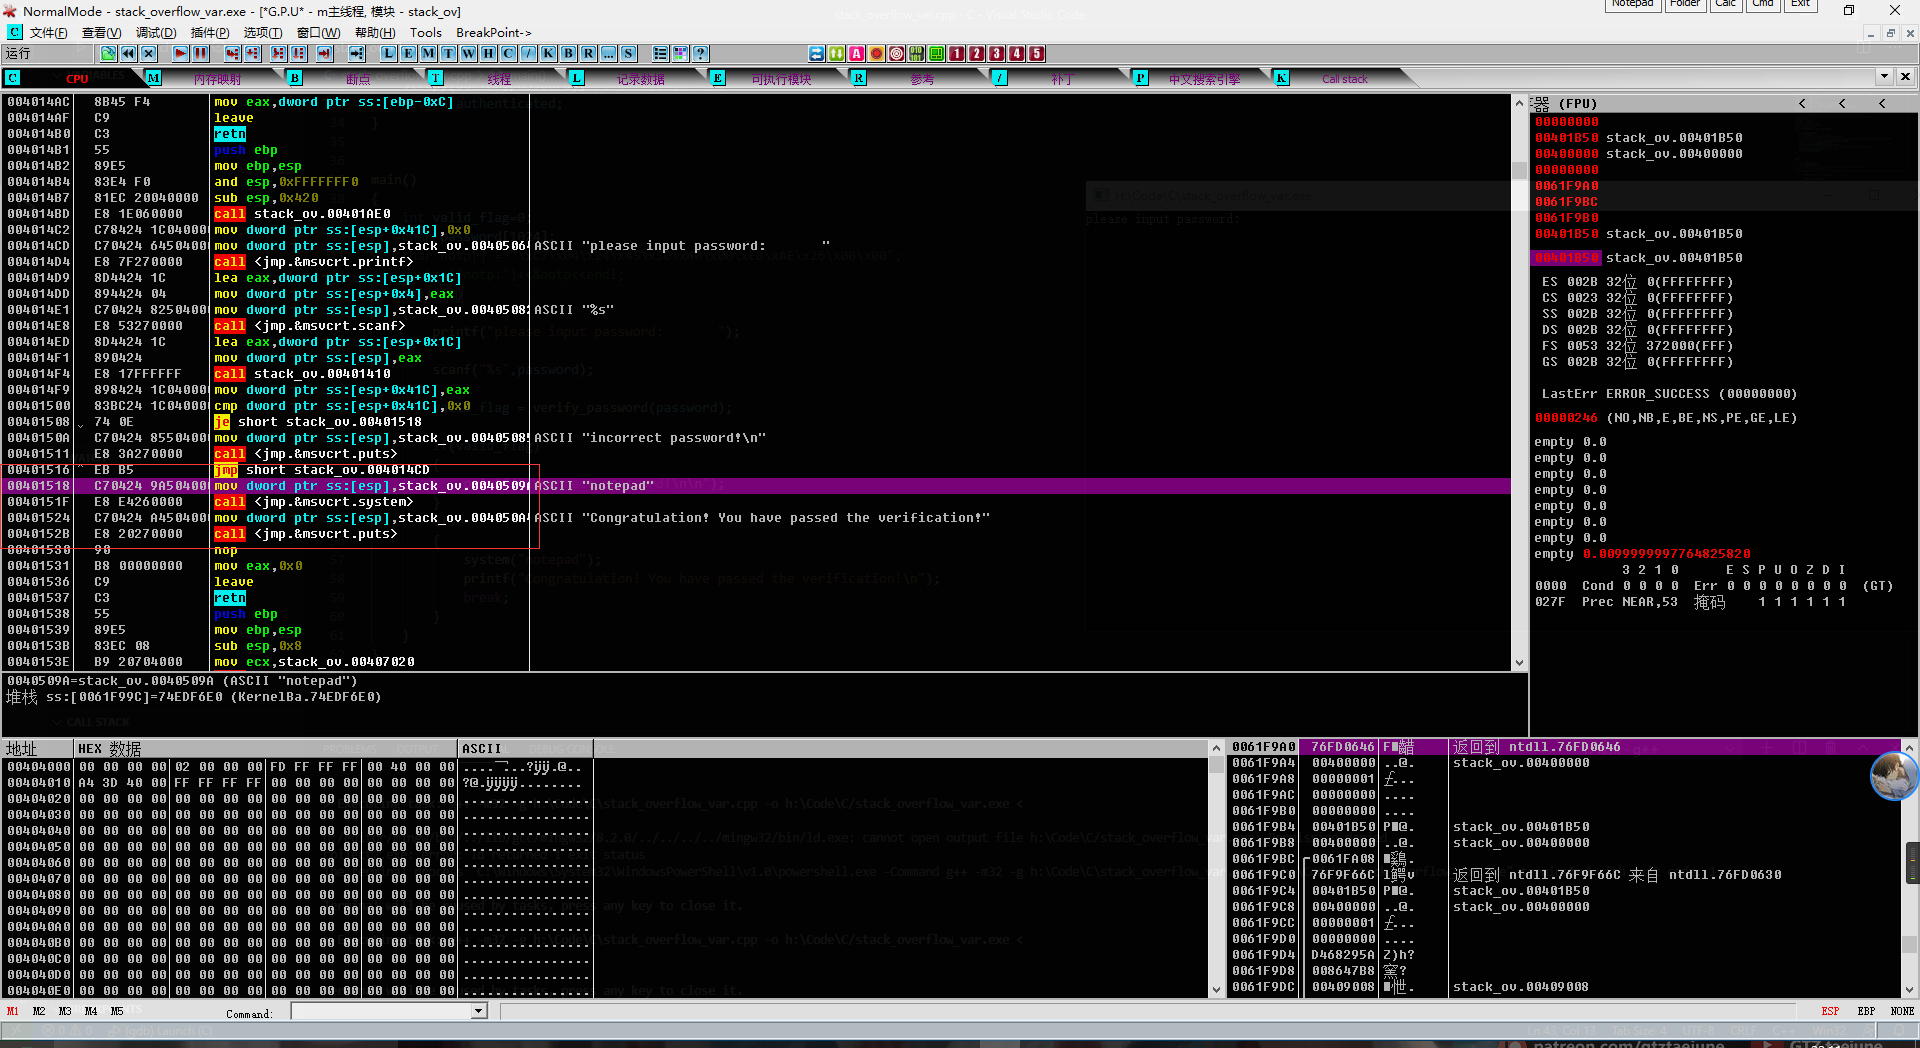 NormalMode - stack_overflow_var.exe - [*G.P.U* - m主线程, 模块 - stack_ov]
Notepad Folder Calc Cmd Exit
C 文件(F) 查看(V) 调试(D) 插件(P) 选项(T) 窗口(W) 帮助(H) Tools BreakPoint->
运行 L E M T W H C / K B R ... S ? 1 2 3 4 5
C CPU M 内存映射 B 断点 T 线程 L 记录数据 E 可执行模块 R 参考 / 补丁 P 中文搜索引擎 K Call stack
004014AC 8B45 F4 mov eax,dword ptr ss:[ebp-0xC]
004014AF C9 leave
004014B0 C3 retn
004014B1 55 push ebp
004014B2 89E5 mov ebp,esp
004014B4 83E4 F0 and esp,0xFFFFFFF0
004014B7 81EC 20040000 sub esp,0x420
004014BD E8 1E060000 call stack_ov.00401AE0
004014C2 C78424 1C04000 mov dword ptr ss:[esp+0x41C],0x0
004014CD C70424 6450400 mov dword ptr ss:[esp],stack_ov.0040506 ASCII "please input password:       "
004014D4 E8 7F270000 call <jmp.&msvcrt.printf>
004014D9 8D4424 1C lea eax,dword ptr ss:[esp+0x1C]
004014DD 894424 04 mov dword ptr ss:[esp+0x4],eax
004014E1 C70424 8250400 mov dword ptr ss:[esp],stack_ov.0040508 ASCII "%s"
004014E8 E8 53270000 call <jmp.&msvcrt.scanf>
004014ED 8D4424 1C lea eax,dword ptr ss:[esp+0x1C]
004014F1 890424 mov dword ptr ss:[esp],eax
004014F4 E8 17FFFFFF call stack_ov.00401410
004014F9 898424 1C04000 mov dword ptr ss:[esp+0x41C],eax
00401500 83BC24 1C04000 cmp dword ptr ss:[esp+0x41C],0x0
00401508 74 0E je short stack_ov.00401518
0040150A C70424 8550400 mov dword ptr ss:[esp],stack_ov.0040508 ASCII "incorrect password!\n"
00401511 E8 3A270000 call <jmp.&msvcrt.puts>
00401516 EB B5 jmp short stack_ov.004014CD
00401518 C70424 9A50400 mov dword ptr ss:[esp],stack_ov.0040509 ASCII "notepad"
0040151F E8 E4260000 call <jmp.&msvcrt.system>
00401524 C70424 A450400 mov dword ptr ss:[esp],stack_ov.004050A ASCII "Congratulation! You have passed the verification!"
0040152B E8 20270000 call <jmp.&msvcrt.puts>
00401530 90 nop
00401531 B8 00000000 mov eax,0x0
00401536 C9 leave
00401537 C3 retn
00401538 55 push ebp
00401539 89E5 mov ebp,esp
0040153B 83EC 08 sub esp,0x8
0040153E B9 20704000 mov ecx,stack_ov.00407020
器 (FPU) < < <
00000000
00401B50 stack_ov.00401B50
00400000 stack_ov.00400000
00000000
0061F9A0
0061F9BC
0061F9B0
00401B50 stack_ov.00401B50
00401B50 stack_ov.00401B50
ES 002B 32位 0(FFFFFFFF)
CS 0023 32位 0(FFFFFFFF)
SS 002B 32位 0(FFFFFFFF)
DS 002B 32位 0(FFFFFFFF)
FS 0053 32位 372000(FFF)
GS 002B 32位 0(FFFFFFFF)
LastErr ERROR_SUCCESS (00000000)
00000246 (NO,NB,E,BE,NS,PE,GE,LE)
empty 0.0
empty 0.0
empty 0.0
empty 0.0
empty 0.0
empty 0.0
empty 0.0
empty 0.0099999997764825820
3 2 1 0 E S P U O Z D I
0000 Cond 0 0 0 0 Err 0 0 0 0 0 0 0 0 (GT)
027F Prec NEAR,53 掩码 1 1 1 1 1 1
0040509A=stack_ov.0040509A (ASCII "notepad")
堆栈 ss:[0061F99C]=74EDF6E0 (KernelBa.74EDF6E0)
地址 HEX 数据 ASCII
00404000 00 00 00 00 02 00 00 00 FD FF FF FF 00 40 00 00
00404010 A4 3D 40 00 FF FF FF FF 00 00 00 00 00 00 00 00
00404020 00 00 00 00 00 00 00 00 00 00 00 00 00 00 00 00 ................
00404030 00 00 00 00 00 00 00 00 00 00 00 00 00 00 00 00 ................
00404040 00 00 00 00 00 00 00 00 00 00 00 00 00 00 00 00 ................
00404050 00 00 00 00 00 00 00 00 00 00 00 00 00 00 00 00 ................
00404060 00 00 00 00 00 00 00 00 00 00 00 00 00 00 00 00 ................
00404070 00 00 00 00 00 00 00 00 00 00 00 00 00 00 00 00 ................
00404080 00 00 00 00 00 00 00 00 00 00 00 00 00 00 00 00 ................
00404090 00 00 00 00 00 00 00 00 00 00 00 00 00 00 00 00 ................
004040A0 00 00 00 00 00 00 00 00 00 00 00 00 00 00 00 00 ................
004040B0 00 00 00 00 00 00 00 00 00 00 00 00 00 00 00 00 ................
004040C0 00 00 00 00 00 00 00 00 00 00 00 00 00 00 00 00 ................
004040D0 00 00 00 00 00 00 00 00 00 00 00 00 00 00 00 00 ................
004040E0 00 00 00 00 00 00 00 00 00 00 00 00 00 00 00 00 ................
0061F9A0 76FD0646 返回到 ntdll.76FD0646
0061F9A4 00400000 ..@. stack_ov.00400000
0061F9A8 00000001
0061F9AC 00000000 ....
0061F9B0 00000000 ....
0061F9B4 00401B50 stack_ov.00401B50
0061F9B8 00400000 ..@. stack_ov.00400000
0061F9BC 0061FA08
0061F9C0 76F9F66C 返回到 ntdll.76F9F66C 来自 ntdll.76FD0630
0061F9C4 00401B50 stack_ov.00401B50
0061F9C8 00400000 ..@. stack_ov.00400000
0061F9CC 00000001
0061F9D0 00000000 ....
0061F9D4 D468295A Z)h?
0061F9D8 008647B8
0061F9DC 00409008 stack_ov.00409008
M1 M2 M3 M4 M5 Command: ESP EBP NONE